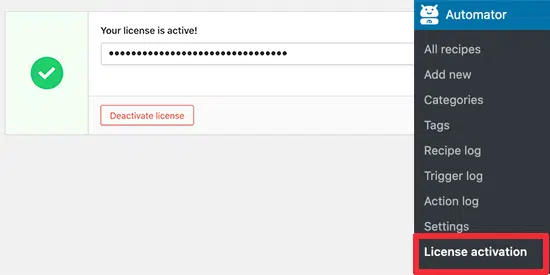 Your license is active!
••••••••••••••••••••••••••••••••
Deactivate license
Automator
All recipes
Add new
Categories
Tags
Recipe log
Trigger log
Action log
Settings
License activation